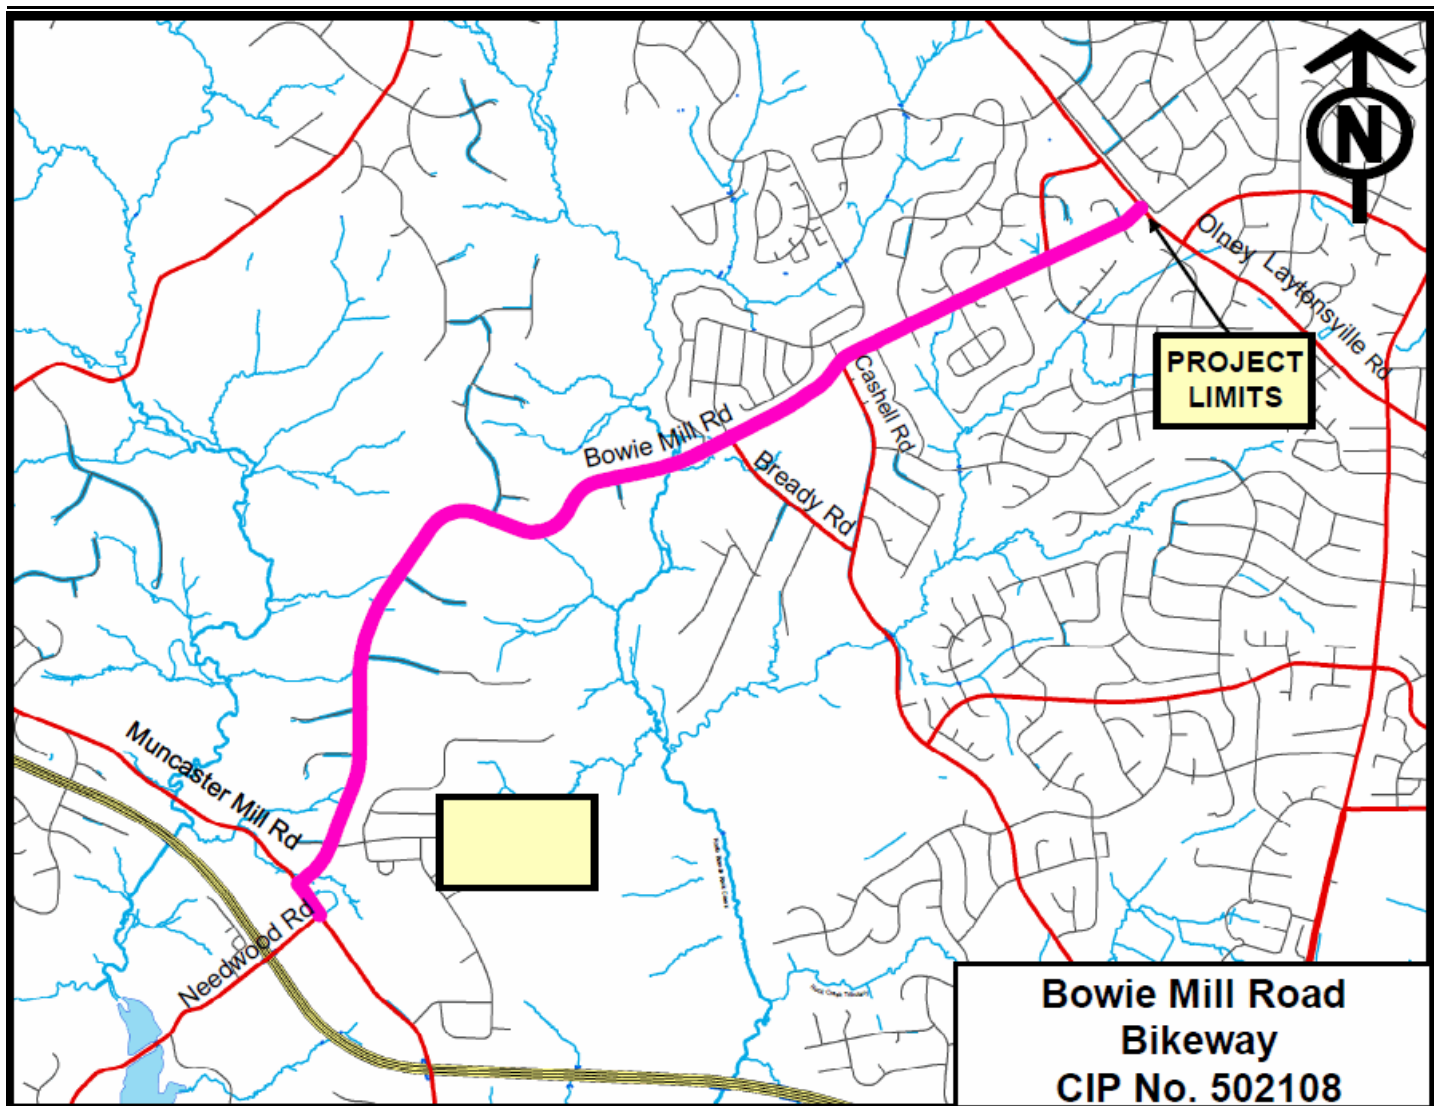 N
Olney Laytonsville Rd
PROJECT
LIMITS
Cashell Rd
Bowie Mill Rd
Bready Rd
Muncaster Mill Rd
Needwood Rd
Bowie Mill Road
Bikeway
CIP No. 502108